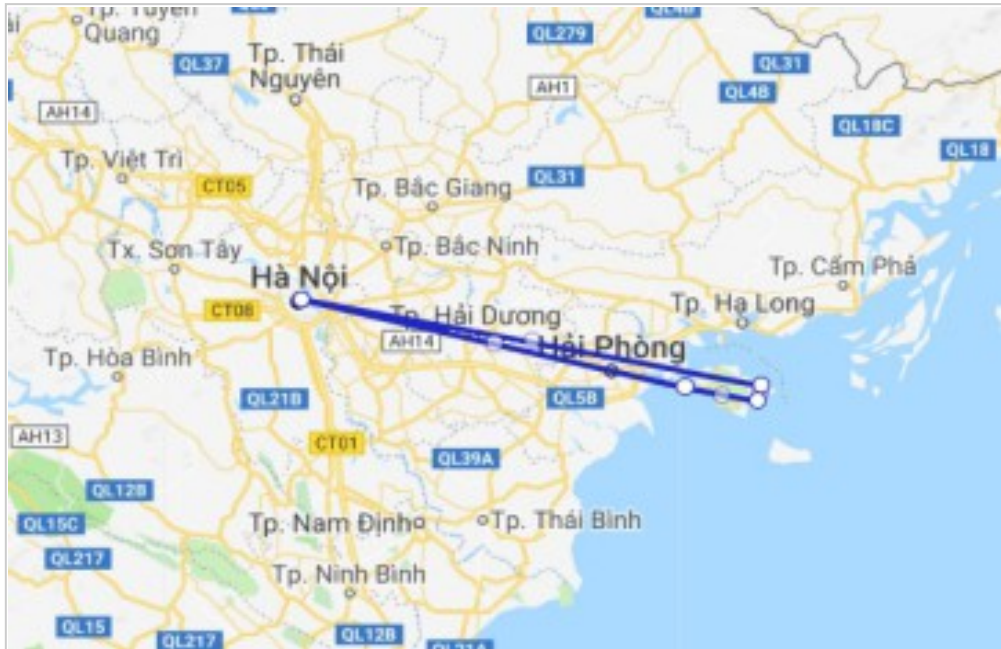 Tp. Tuyên
Quang
QL4B
QL279
QL37
Tp. Thái
Nguyên
QL31
QL4B
AH1
AH14
QL18C
QL18
Tp. Việt Trì
CT05
Tp. Bắc Giang
QL31
Tx. Sơn Tây
Tp. Bắc Ninh
Hà Nội
Tp. Cẩm Phả
CT08
Tp. Hải Dương
Tp. Hạ Long
AH14
Hải Phòng
Tp. Hòa Bình
QL21B
QL5B
AH13
CT01
QL39A
QL12B
QL15C
Tp. Nam Định
Tp. Thái Bình
QL217
Tp. Ninh Bình
QL15
QL217
QL12B
QL21A